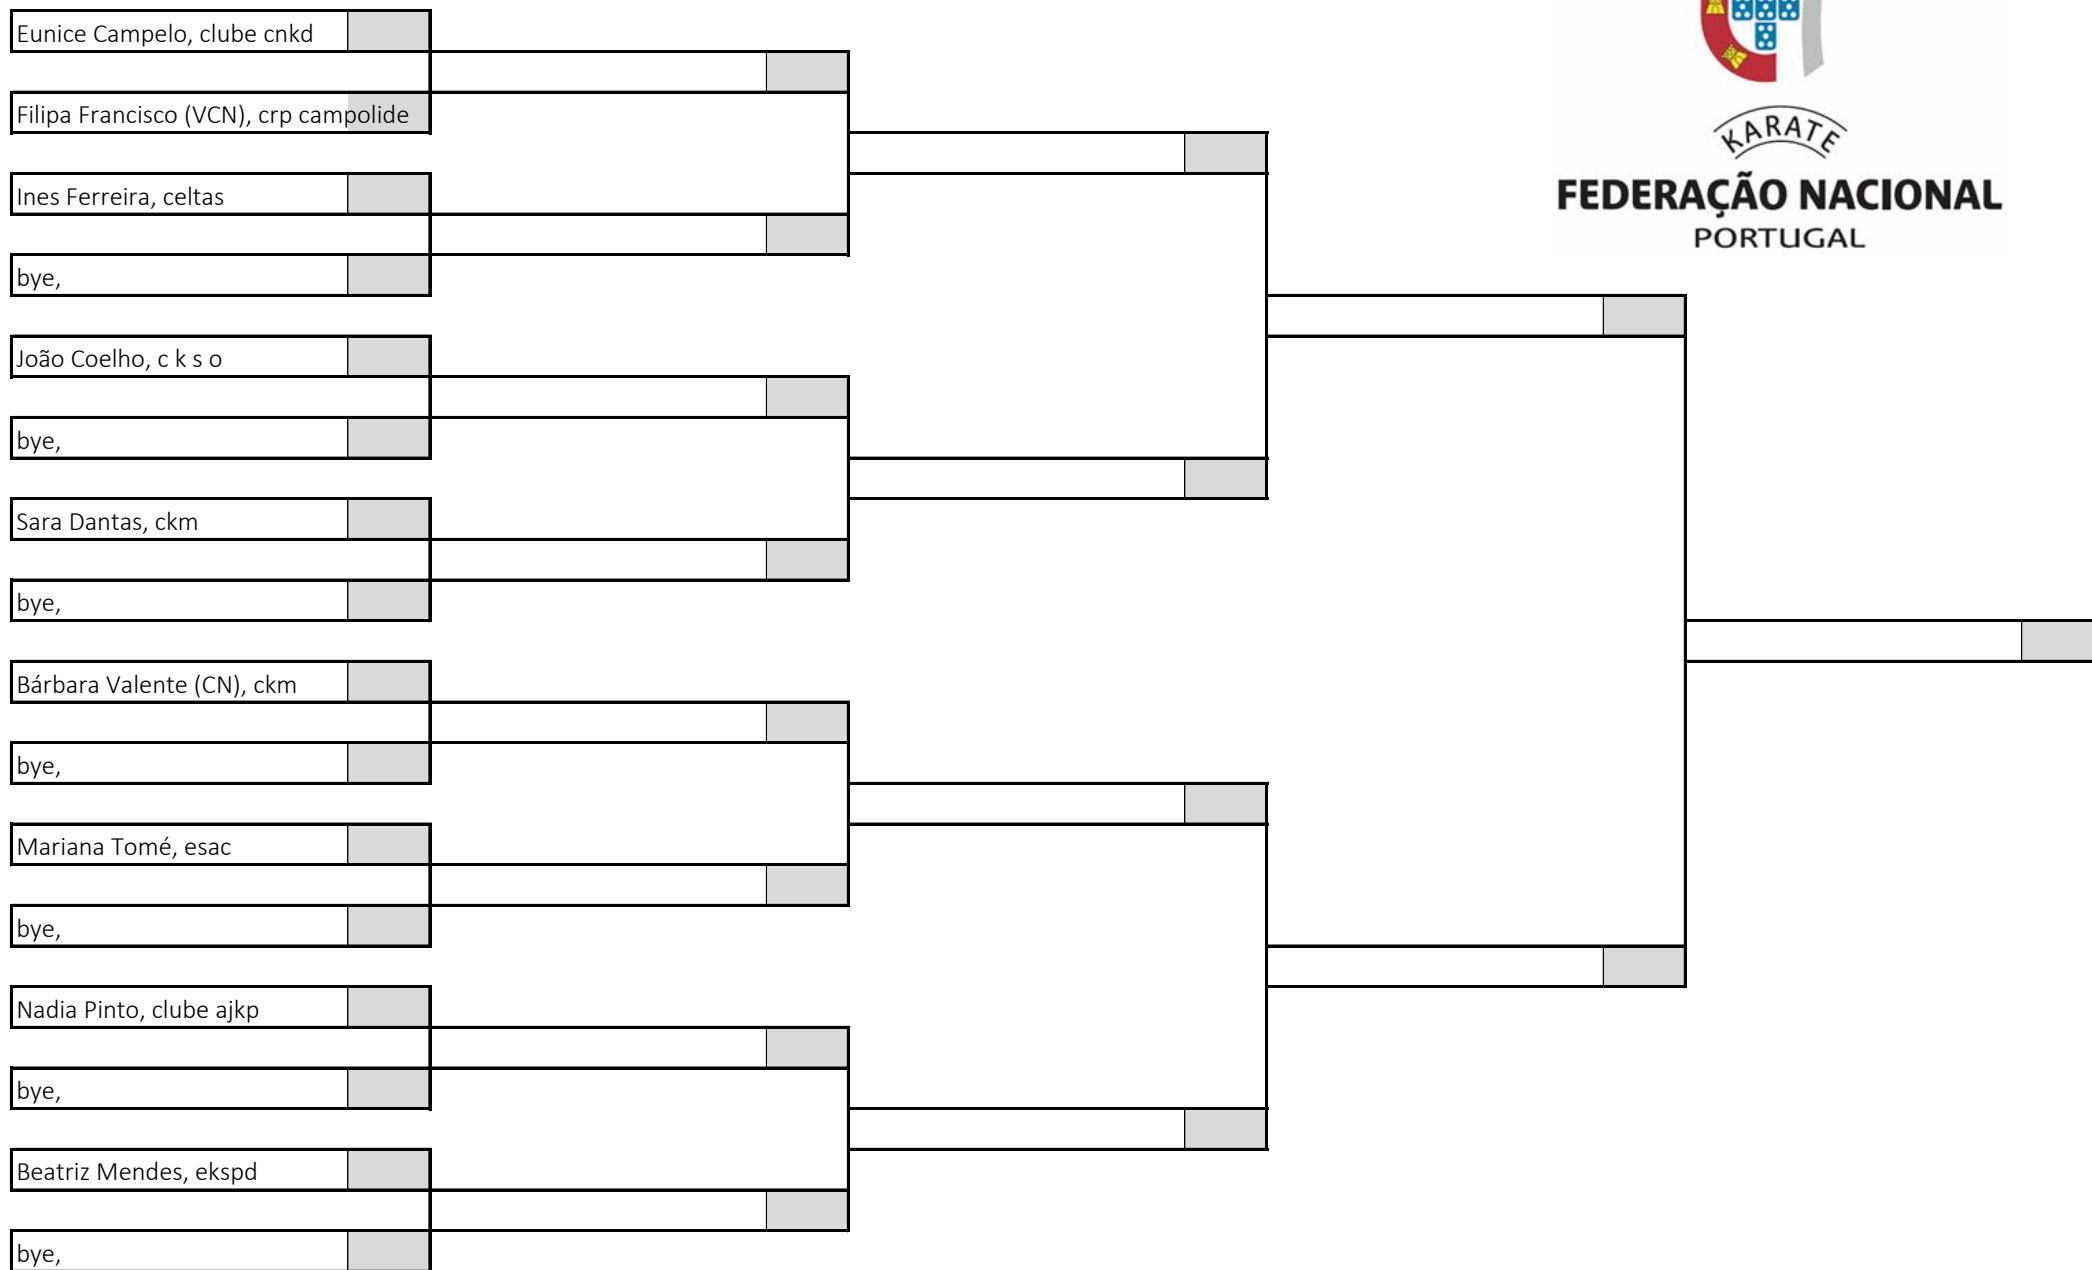 Eunice Campelo, clube cnkd
Filipa Francisco (VCN), crp campolide
Ines Ferreira, celtas
bye,
João Coelho, c k s o
bye,
Sara Dantas, ckm
bye,
Bárbara Valente (CN), ckm
bye,
Mariana Tomé, esac
bye,
Nadia Pinto, clube ajkp
bye,
Beatriz Mendes, ekspd
bye,
KARATE
FEDERAÇÃO NACIONAL
PORTUGAL